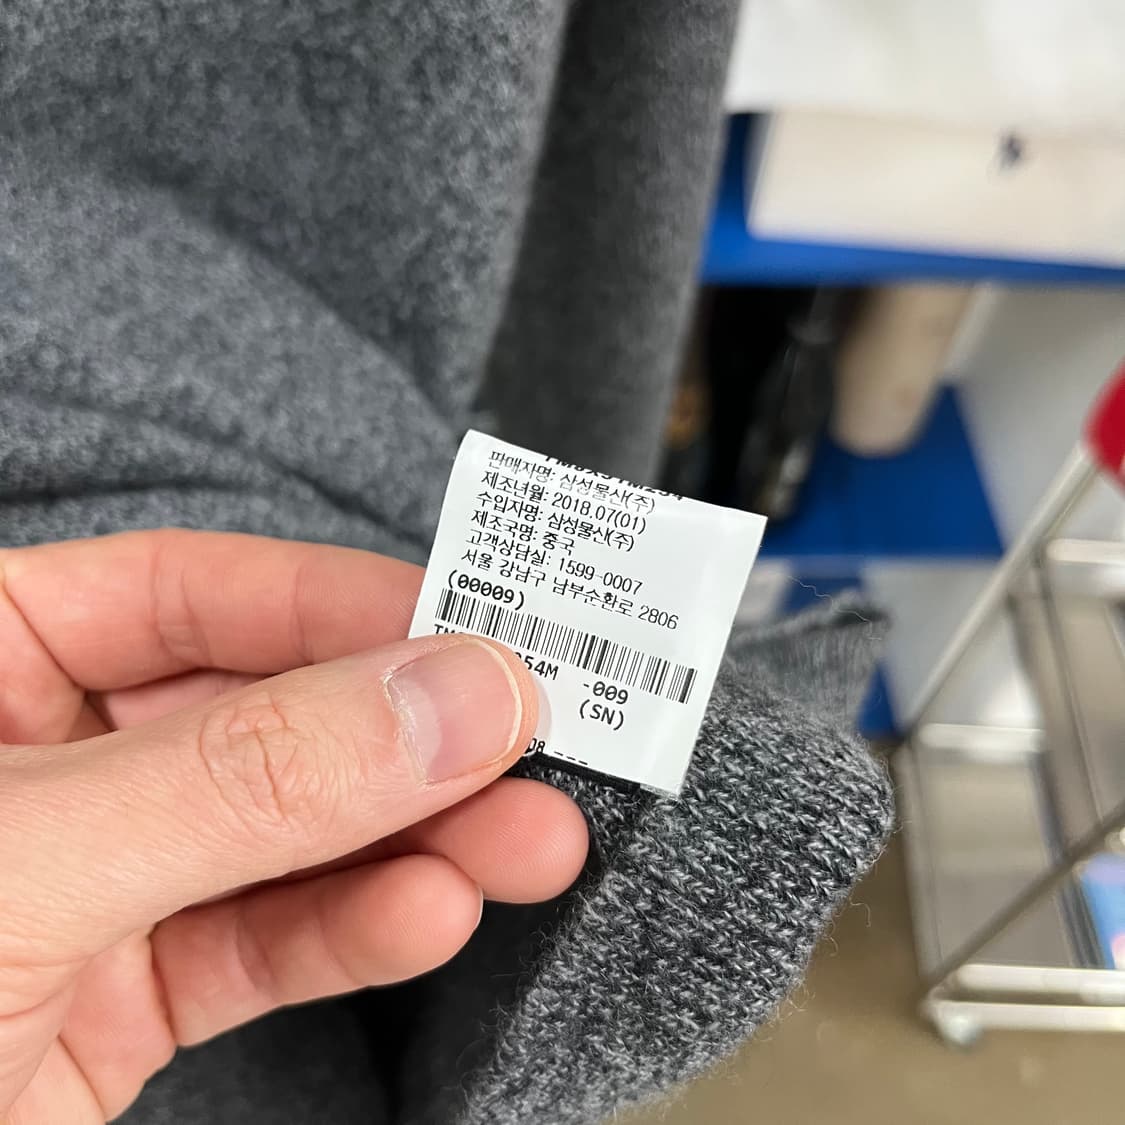 판매자명: 삼성물산(주)
제조년월: 2018.07(01)
수입자명: 삼성물산(주)
제조국명: 중국
고객상담실: 1599-0007
서울 강남구 남부순환로 2806
(00009)
-009
(SN)